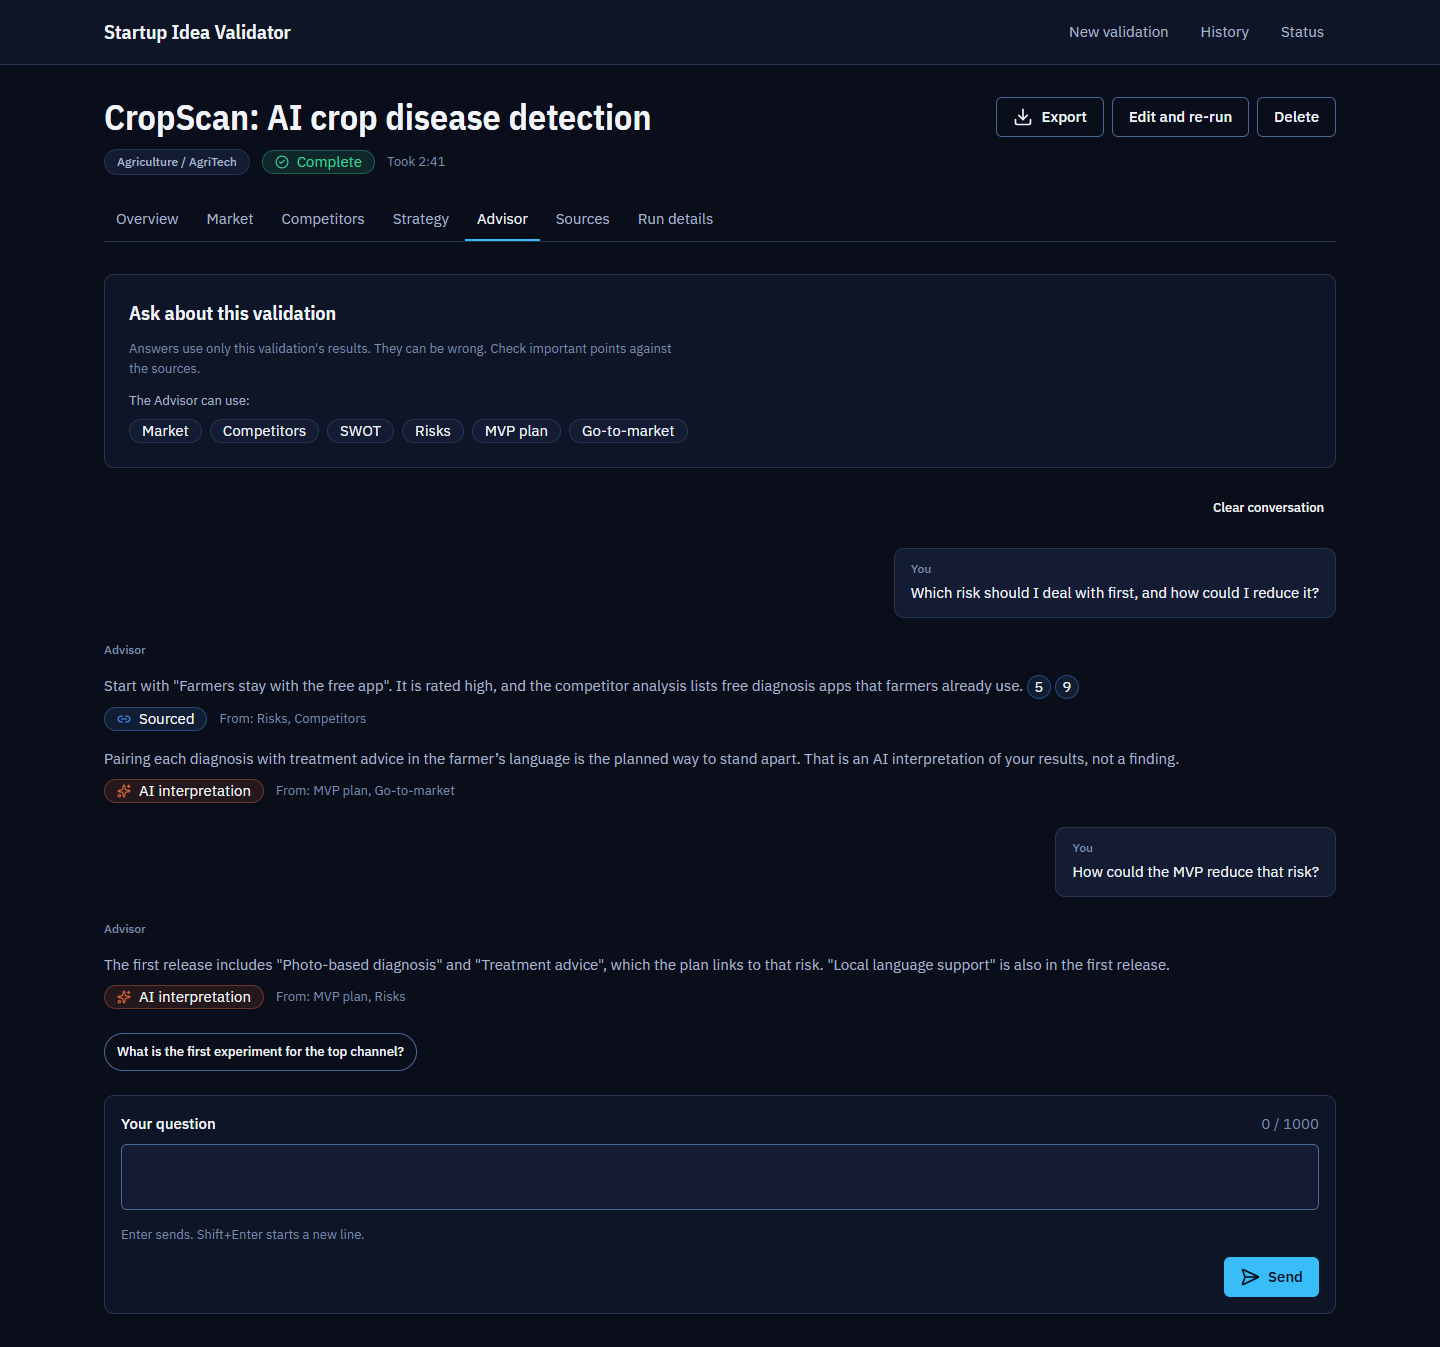 Startup Idea Validator
New validation
History
Status
CropScan: AI crop disease detection
Export
Edit and re-run
Delete
Agriculture / AgriTech
Complete
Took 2:41
Overview
Market
Competitors
Strategy
Advisor
Sources
Run details
Ask about this validation
Answers use only this validation's results. They can be wrong. Check important points against
the sources.
The Advisor can use:
Market
Competitors
SWOT
Risks
MVP plan
Go-to-market
Clear conversation
You
Which risk should I deal with first, and how could I reduce it?
Advisor
Start with "Farmers stay with the free app". It is rated high, and the competitor analysis lists free diagnosis apps that farmers already use. 5 9
Sourced
From: Risks, Competitors
Pairing each diagnosis with treatment advice in the farmer’s language is the planned way to stand apart. That is an AI interpretation of your results, not a finding.
AI interpretation
From: MVP plan, Go-to-market
You
How could the MVP reduce that risk?
Advisor
The first release includes "Photo-based diagnosis" and "Treatment advice", which the plan links to that risk. "Local language support" is also in the first release.
AI interpretation
From: MVP plan, Risks
What is the first experiment for the top channel?
Your question
0 / 1000
Enter sends. Shift+Enter starts a new line.
Send